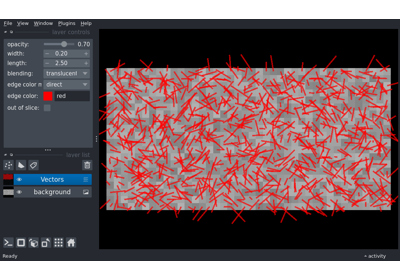 File View Window Plugins Help
layer controls
opacity: 0.70
width: 0.20
length: 2.50
blending: translucent
edge color m direct
edge color: red
out of slice:
layer list
Vectors
background
Ready
activity